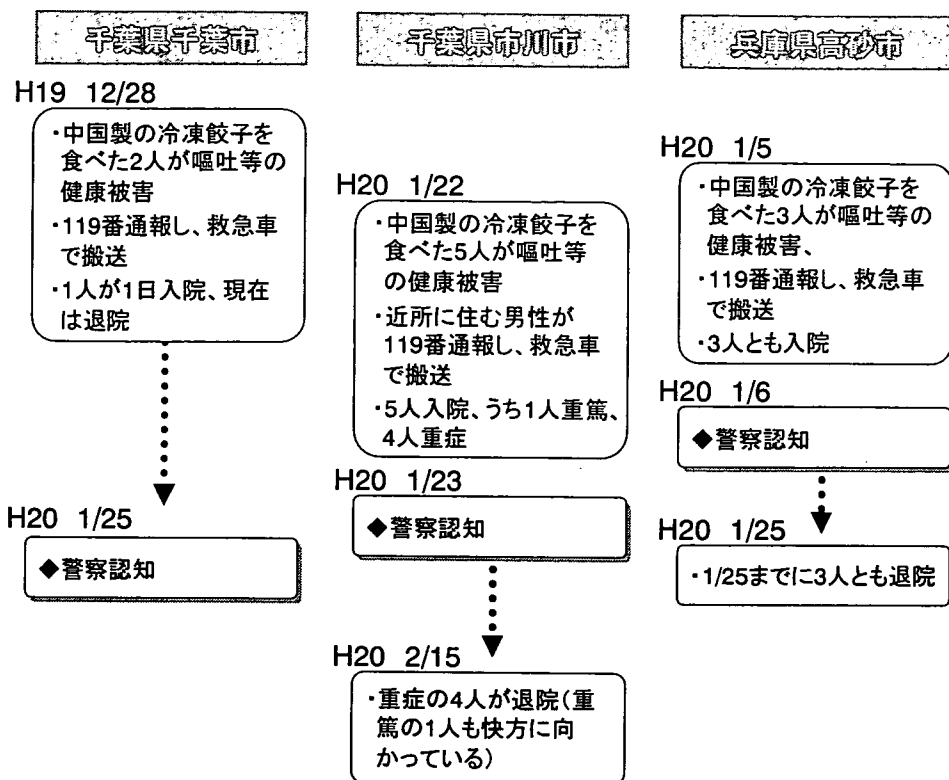 千葉県千葉市
H19 12/28
・中国製の冷凍餃子を
食べた2人が嘔吐等の
健康被害
・119番通報し、救急車
で搬送
・1人が1日入院、現在
は退院
H20 1/25
◆警察認知
千葉県市川市
H20 1/22
・中国製の冷凍餃子を
食べた5人が嘔吐等
の健康被害
・近所に住む男性が
119番通報し、救急車
で搬送
・5人入院、うち1人重篤、
4人重症
H20 1/23
◆警察認知
H20 2/15
・重症の4人が退院(重
篤の1人も快方に向
かっている)
兵庫県高砂市
H20 1/5
・中国製の冷凍餃子を
食べた3人が嘔吐等の
健康被害、
・119番通報し、救急車
で搬送
・3人とも入院
H20 1/6
◆警察認知
H20 1/25
・1/25までに3人とも退院